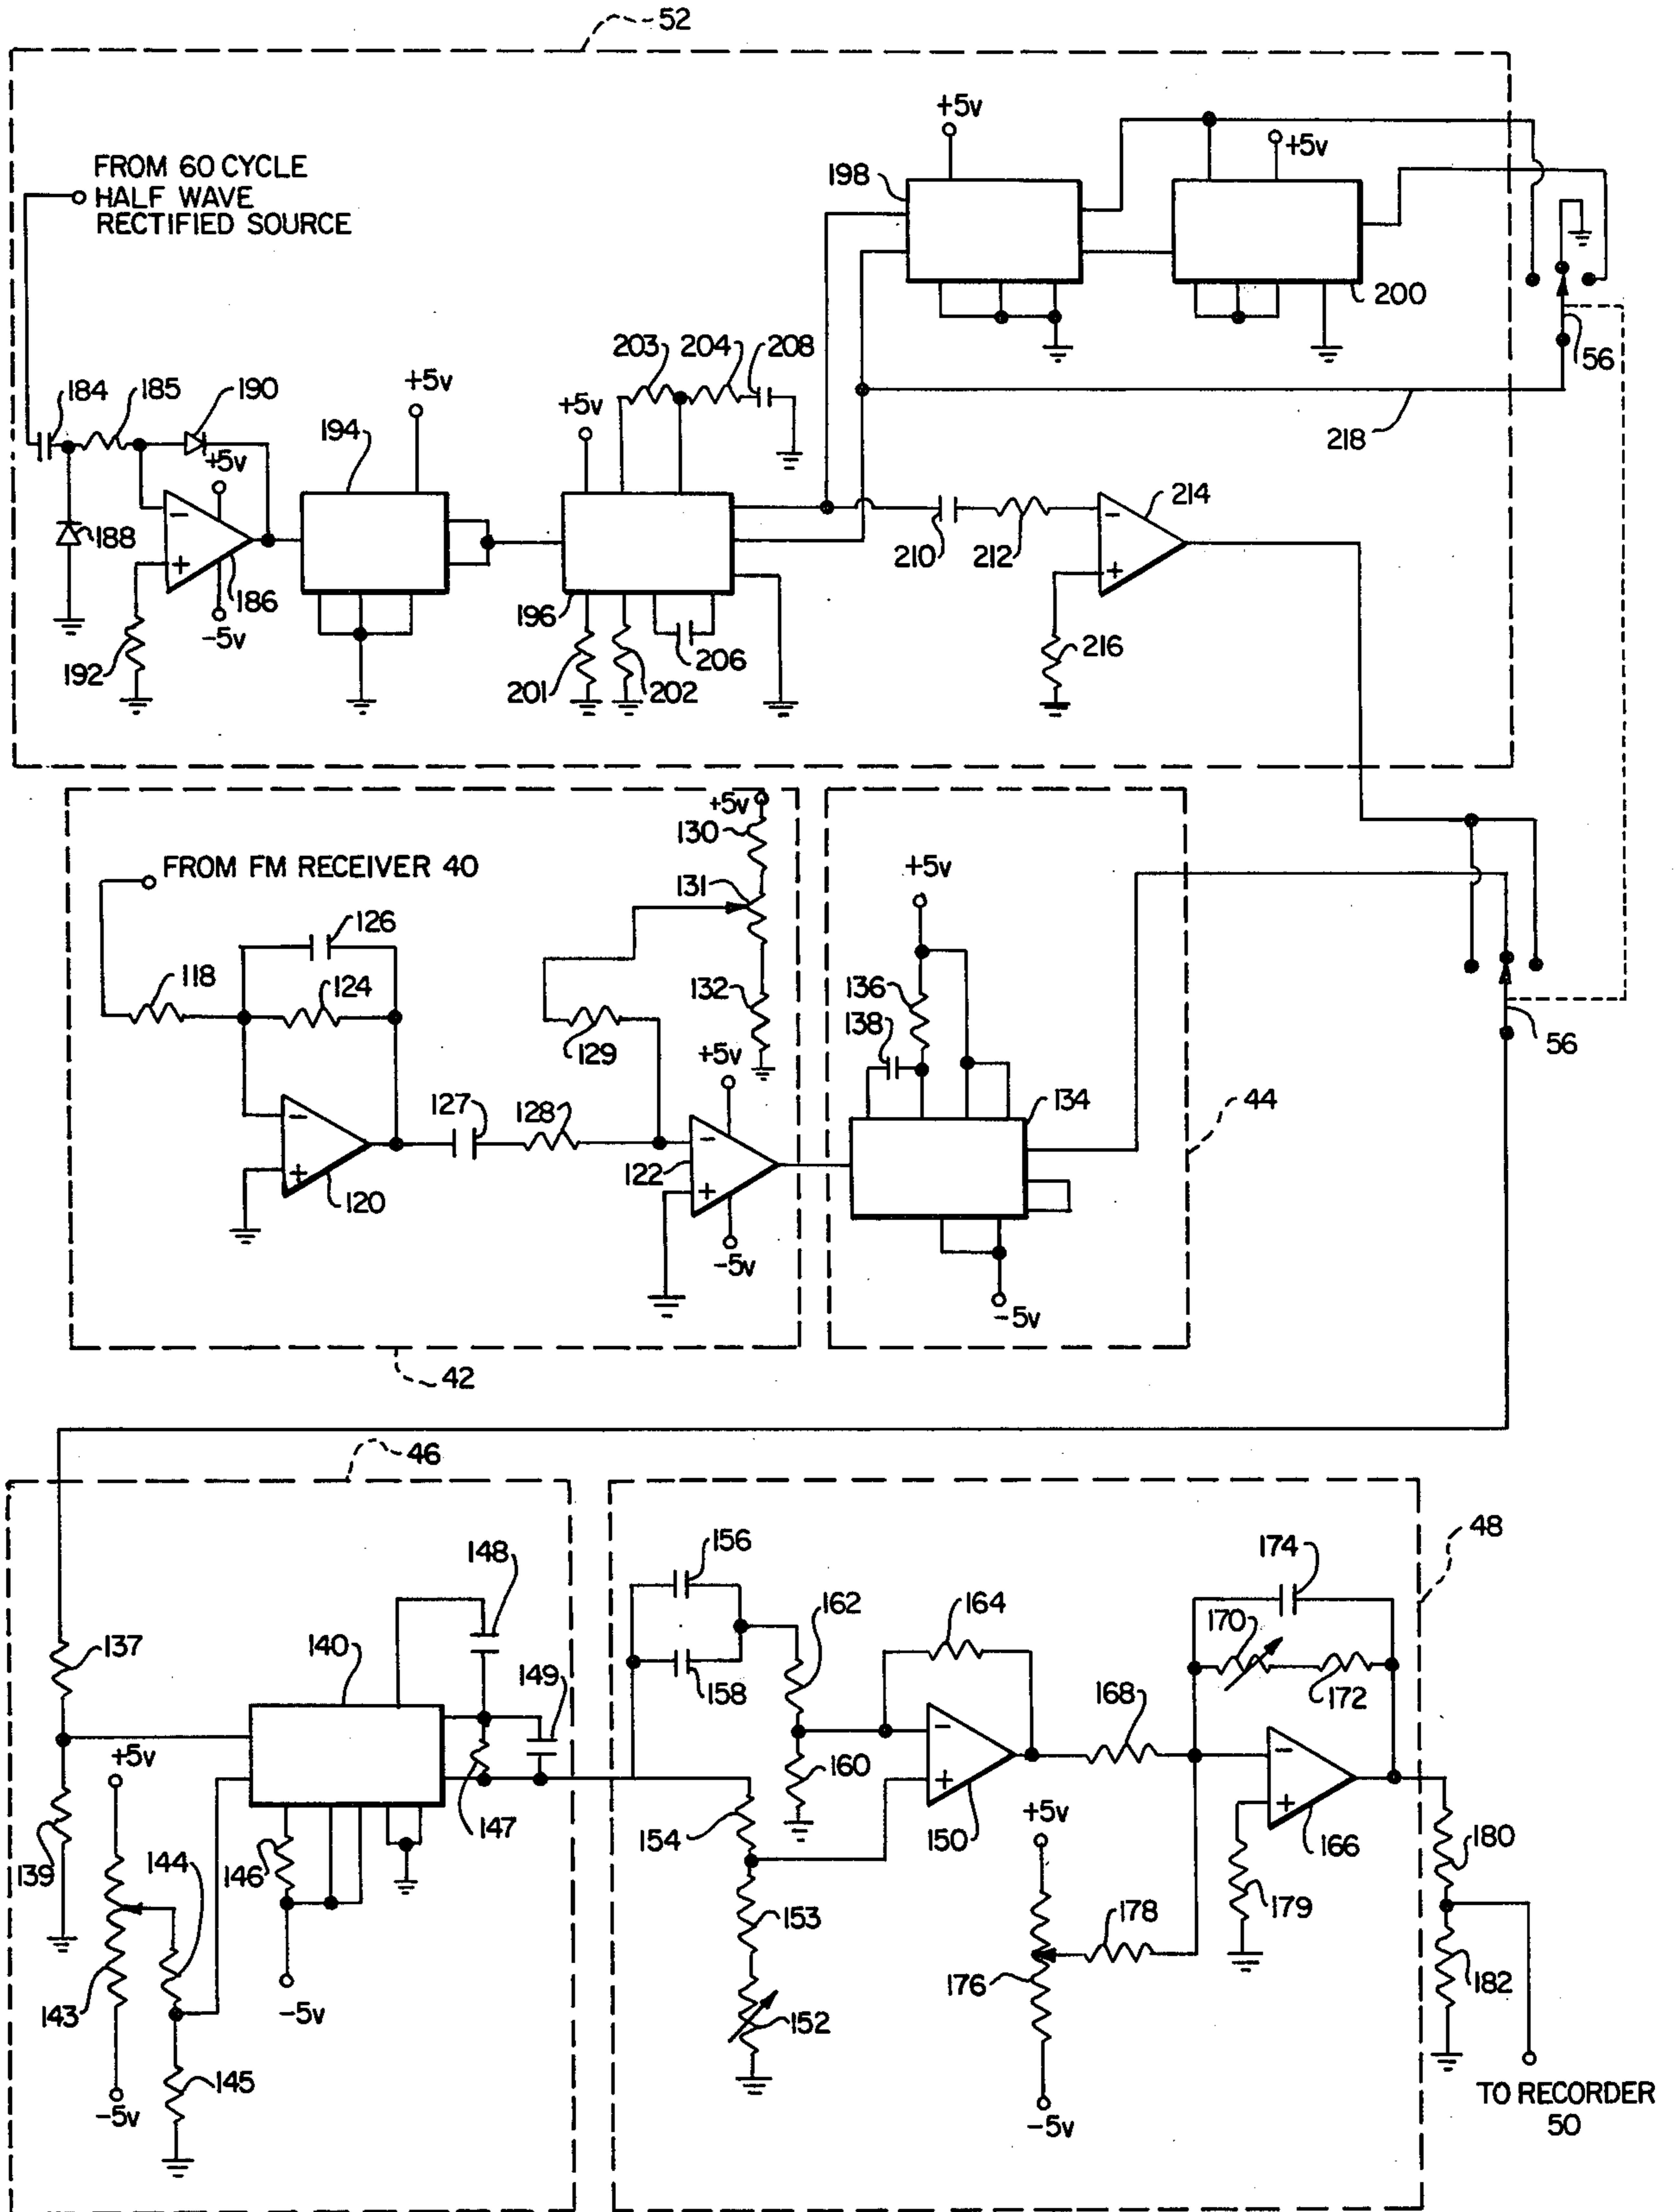 52
+5v
+5v
FROM 60 CYCLE
HALF WAVE
RECTIFIED SOURCE
198
200
56
203 204 208
+5v
+5v
184 185 190
194
+5v
218
214
188
186
-5v
192
196
206
201
202
210
212
216
+5v
130
FROM FM RECEIVER 40
131
+5v
126
118
124
132
136
138
129
+5v
56
127
128
134
44
122
120
-5v
-5v
42
46
48
156
174
148
162
164
170
137
140
149
158
168
172
+5v
160
147
154
150
+5v
166
180
139
144
146
153
178
179
143
-5v
176
182
152
145
-5v
-5v
TO RECORDER
50